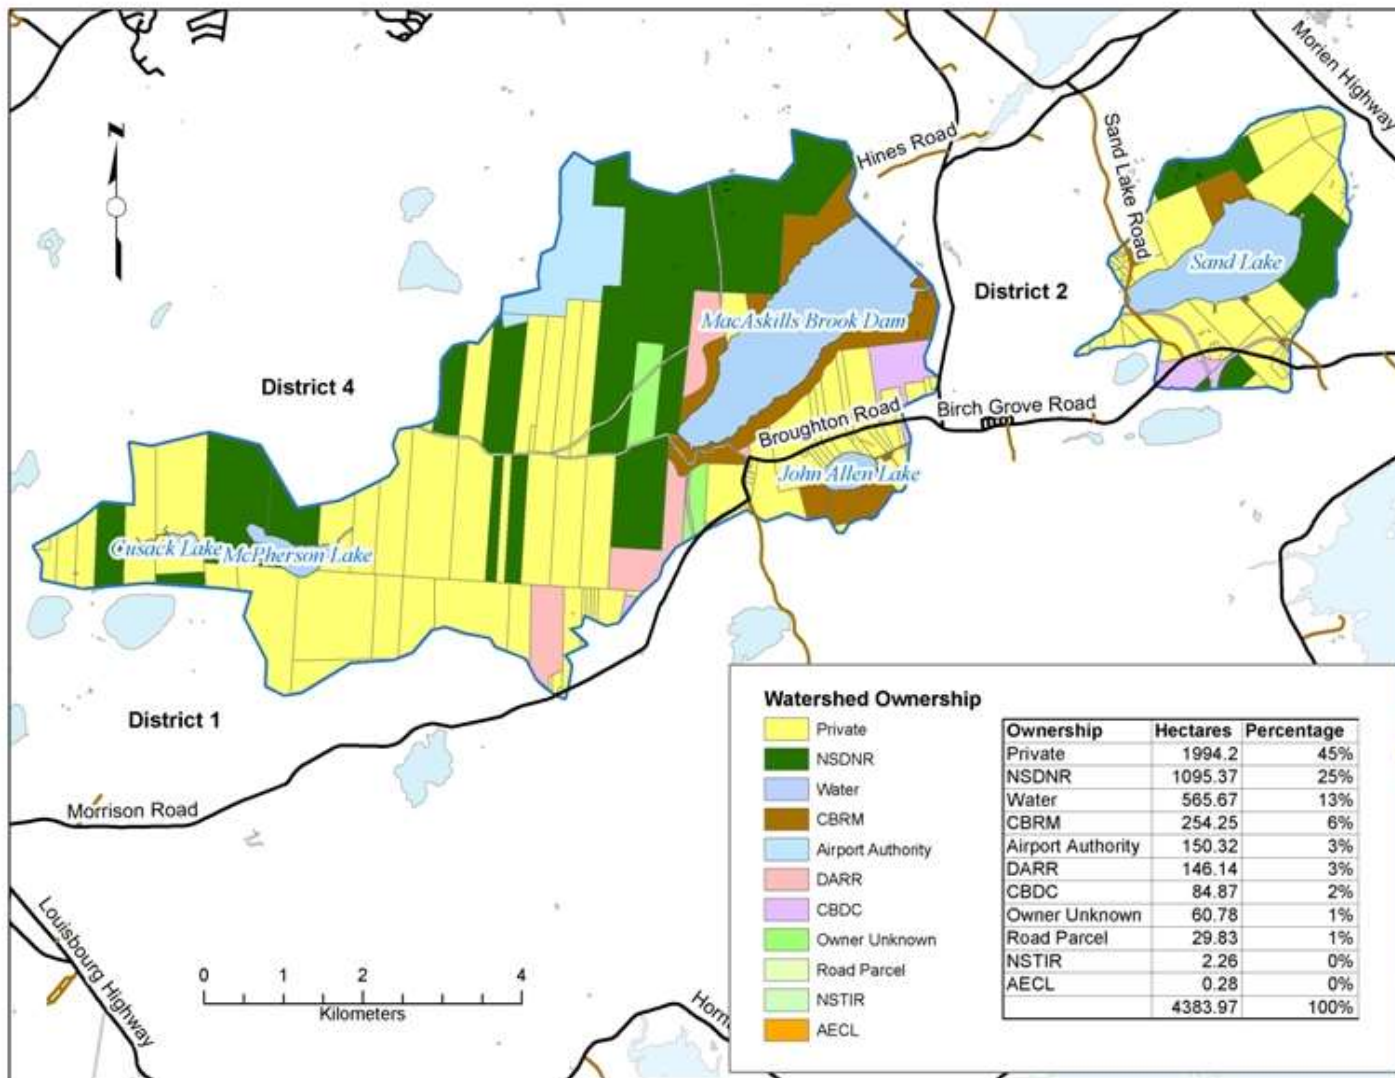 Morien Highway
Hines Road
Sand Lake Road
Sand Lake
District 2
MacAskills Brook Dam
District 4
Broughton Road
Birch Grove Road
John Allen Lake
Cusack Lake
McPherson Lake
District 1
Morrison Road
Louisbourg Highway
N
0 1 2 4
Kilometers
Watershed Ownership
Private
NSDNR
Water
CBRM
Airport Authority
DARR
CBDC
Owner Unknown
Road Parcel
NSTIR
AECL
Ownership Hectares Percentage
Private 1994.2 45%
NSDNR 1095.37 25%
Water 565.67 13%
CBRM 254.25 6%
Airport Authority 150.32 3%
DARR 146.14 3%
CBDC 84.87 2%
Owner Unknown 60.78 1%
Road Parcel 29.83 1%
NSTIR 2.26 0%
AECL 0.28 0%
4383.97 100%